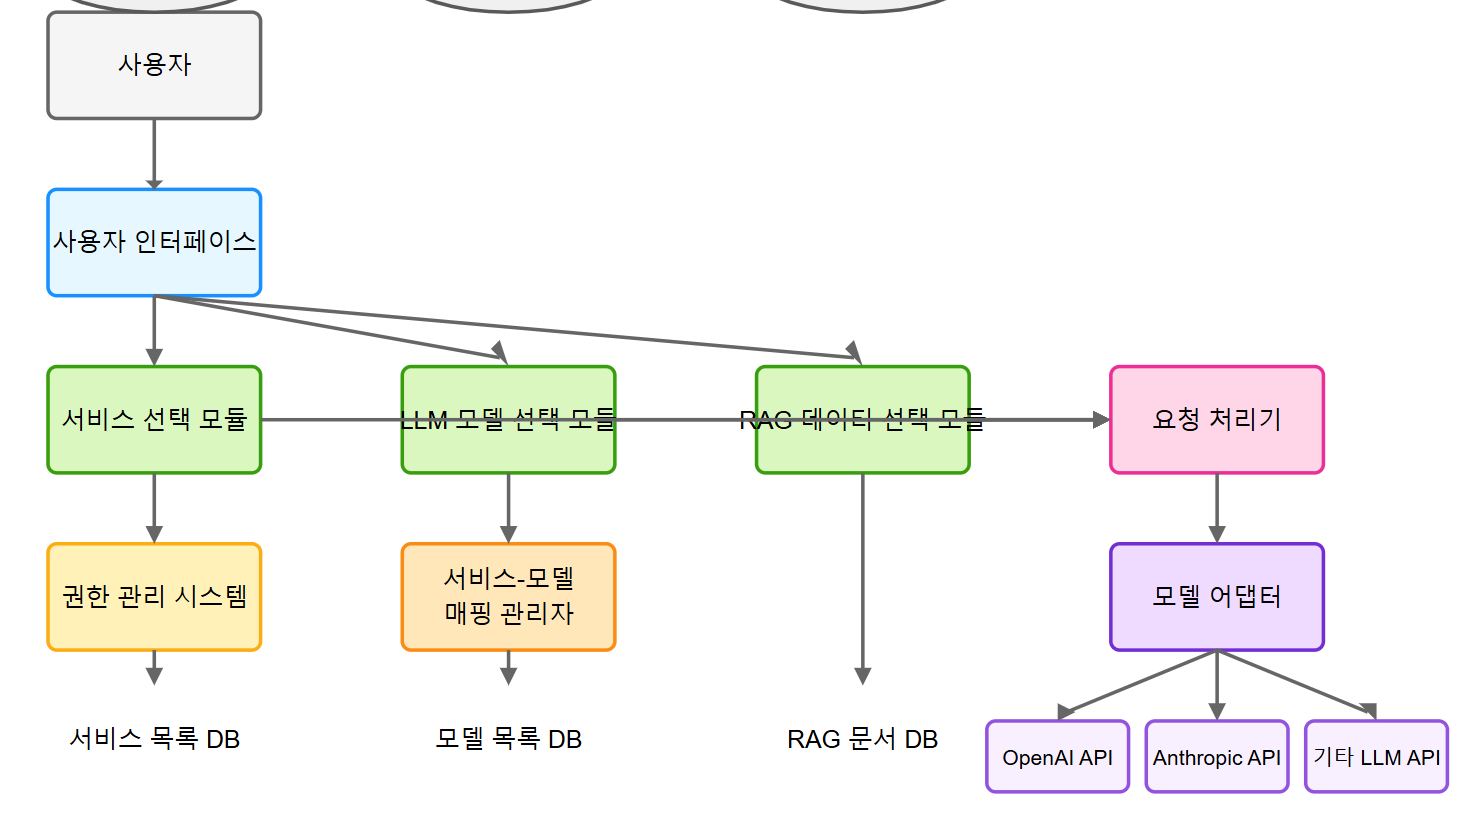 사용자
사용자 인터페이스
서비스 선택 모듈
LLM 모델 선택 모듈
RAG 데이터 선택 모듈
요청 처리기
권한 관리 시스템
서비스-모델
매핑 관리자
모델 어댑터
서비스 목록 DB
모델 목록 DB
RAG 문서 DB
OpenAI API
Anthropic API
기타 LLM API